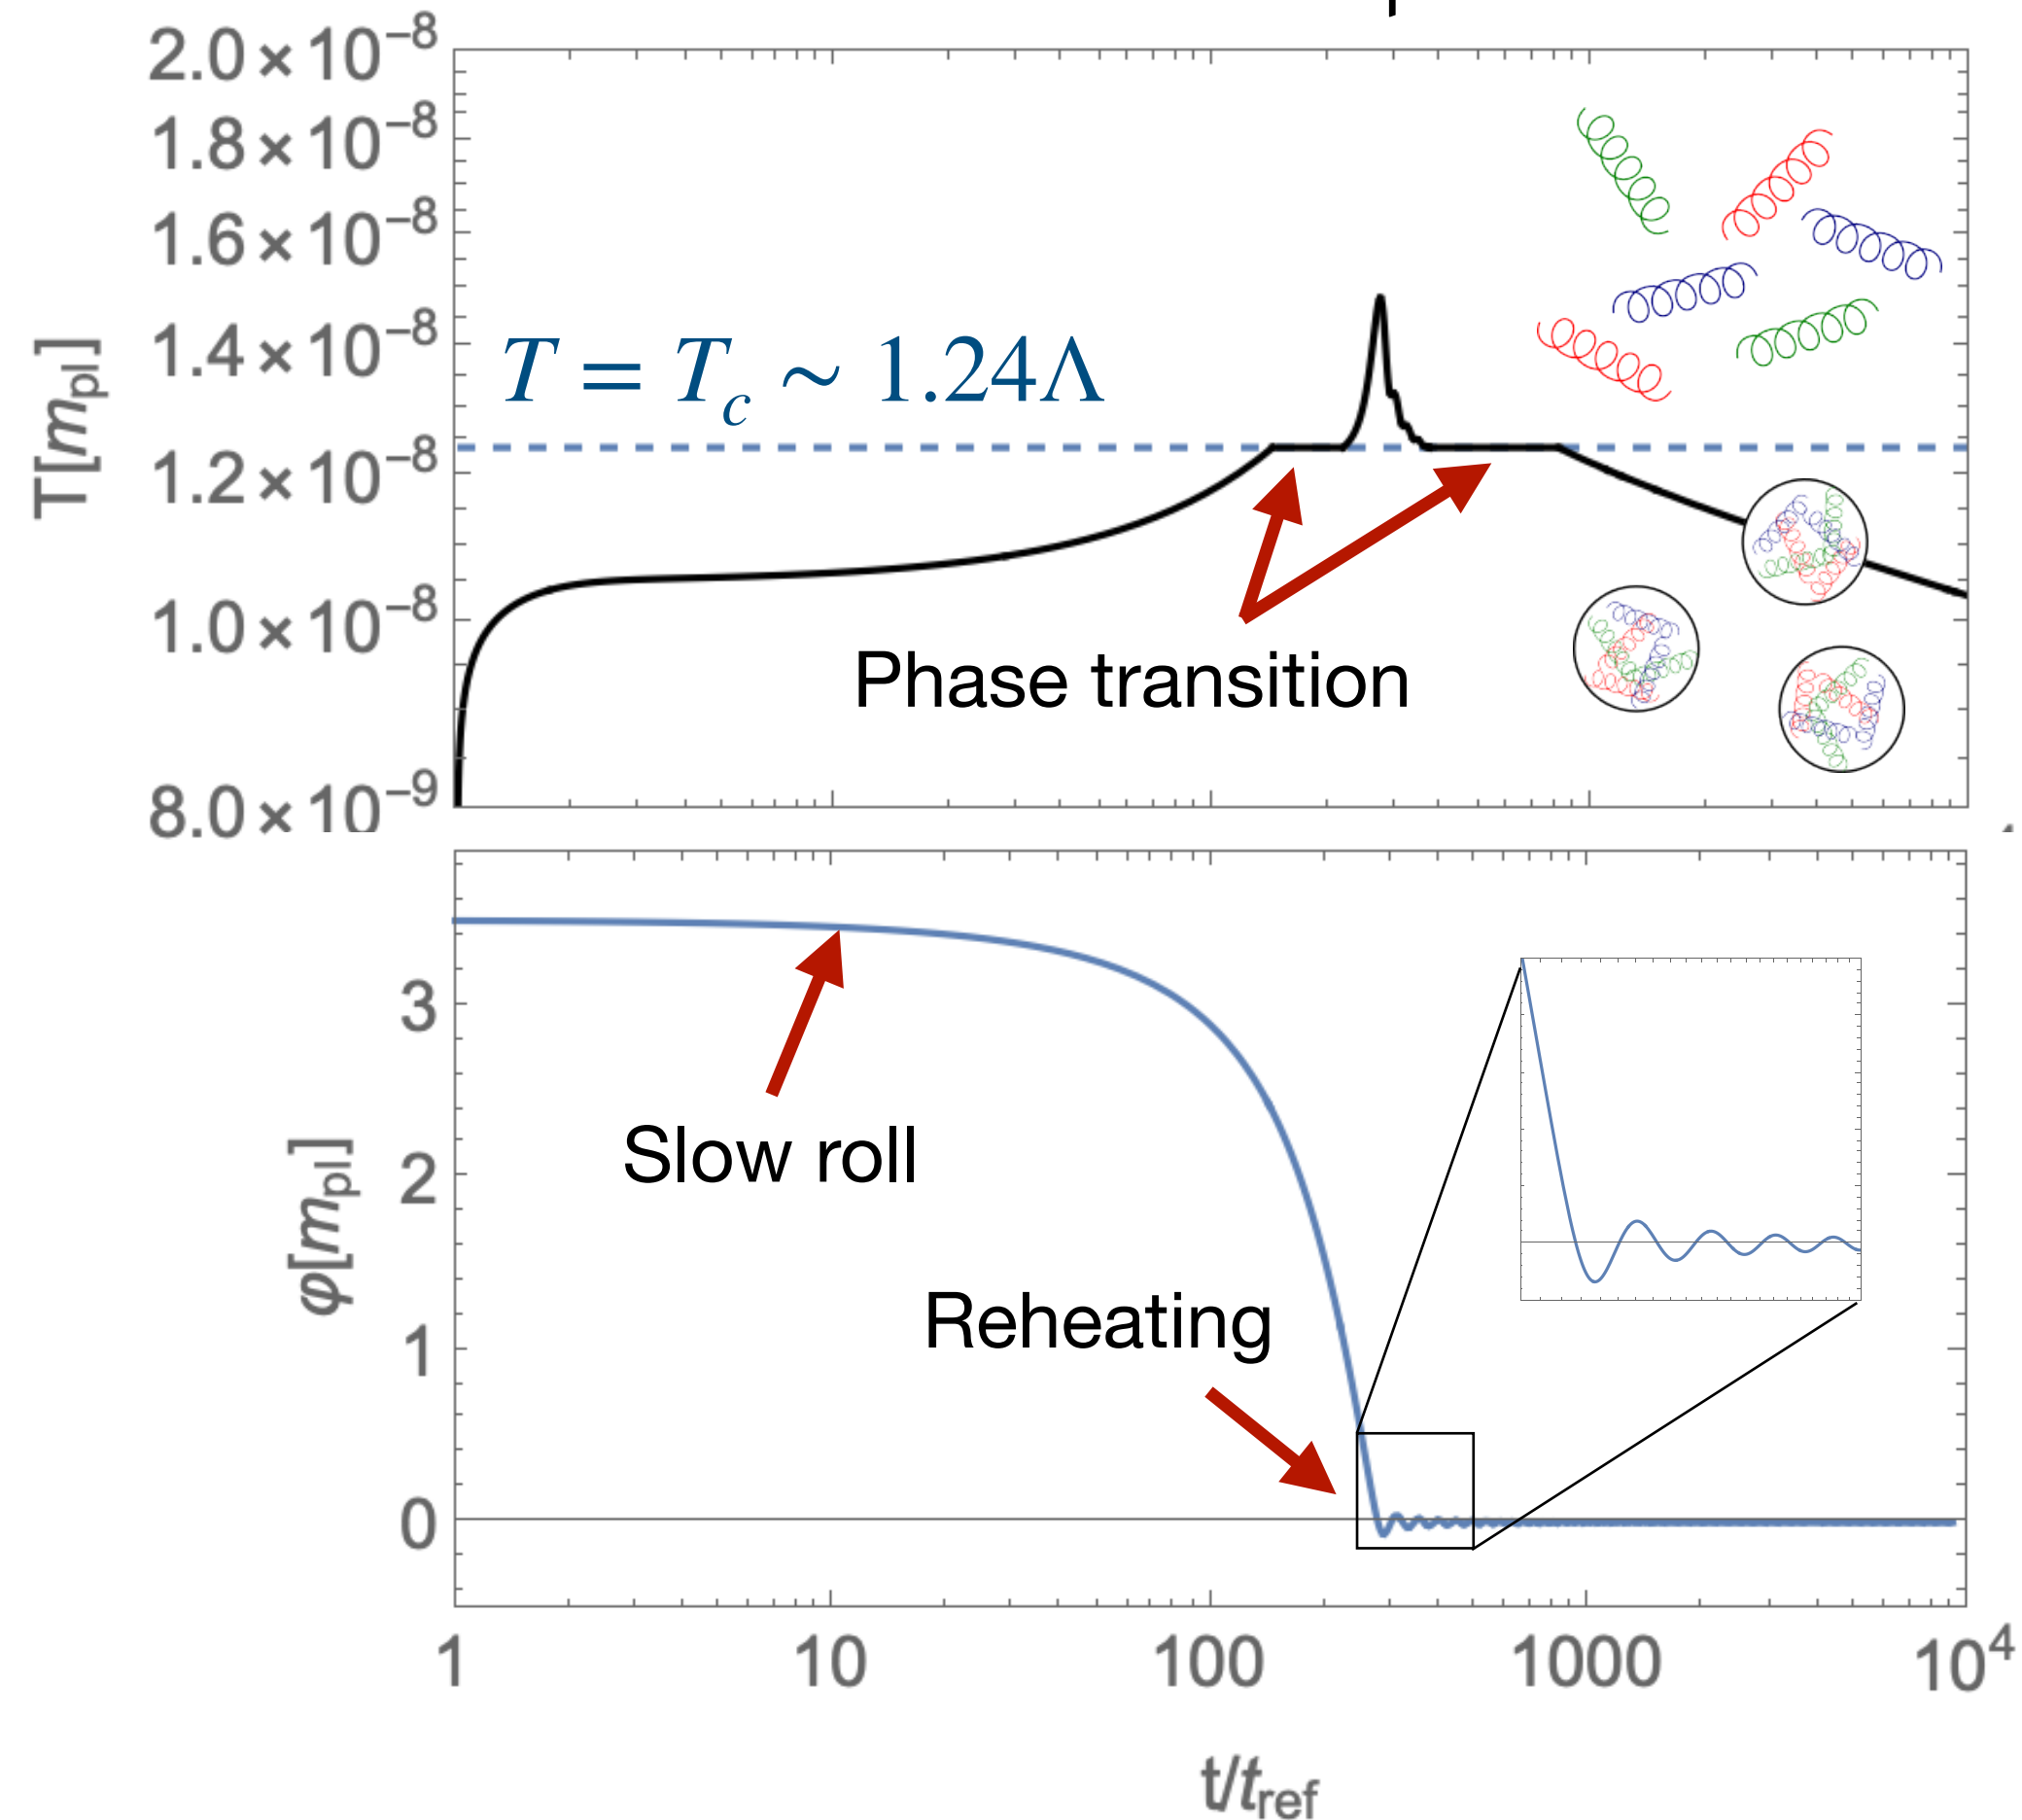 2.0×10⁻⁸
1.8×10⁻⁸
1.6×10⁻⁸
1.4×10⁻⁸
1.2×10⁻⁸
1.0×10⁻⁸
8.0×10⁻⁹
T[mpl]
T = Tc ~ 1.24Λ
Phase transition
3
2
1
0
φ[mpl]
Slow roll
Reheating
1 10 100 1000 10⁴
t/tref